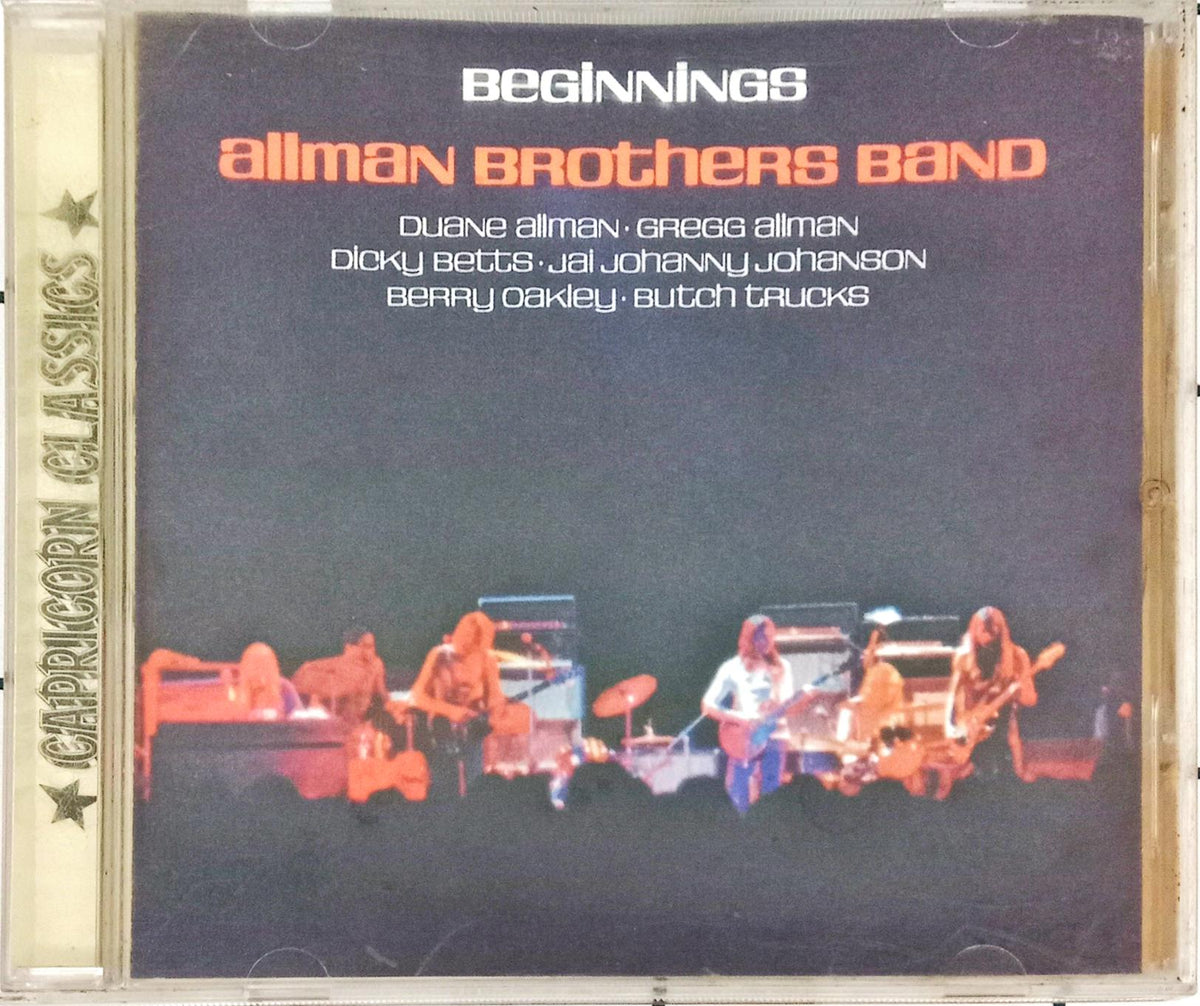 BEGINNINGS
allman BROTHERS BAND
DUANE allman · GREGG allman
DICKY BETTS · JAI JOHANNY JOHANSON
BERRY OAKLEY · BUTCH TRUCKS
★ CAPRICORN CLASSICS ★